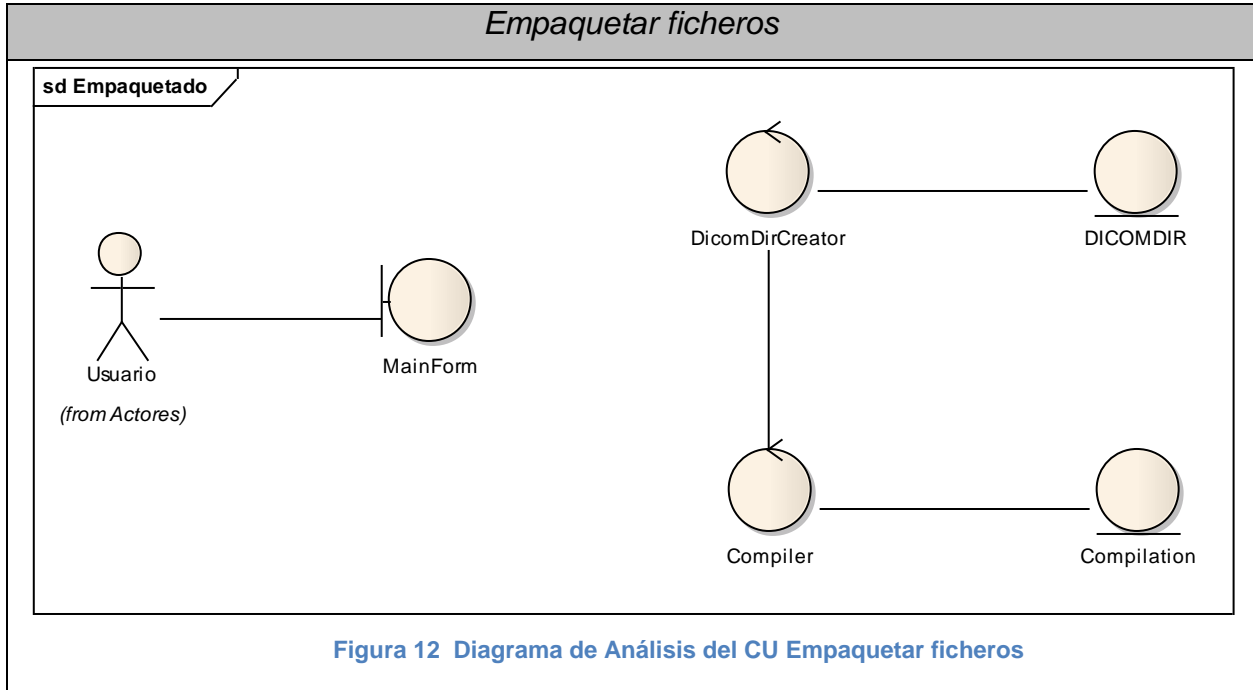 Empaquetar ficheros
sd Empaquetado
DicomDirCreator
DICOMDIR
Usuario
(from Actores)
MainForm
Compiler
Compilation
Figura 12 Diagrama de Análisis del CU Empaquetar ficheros